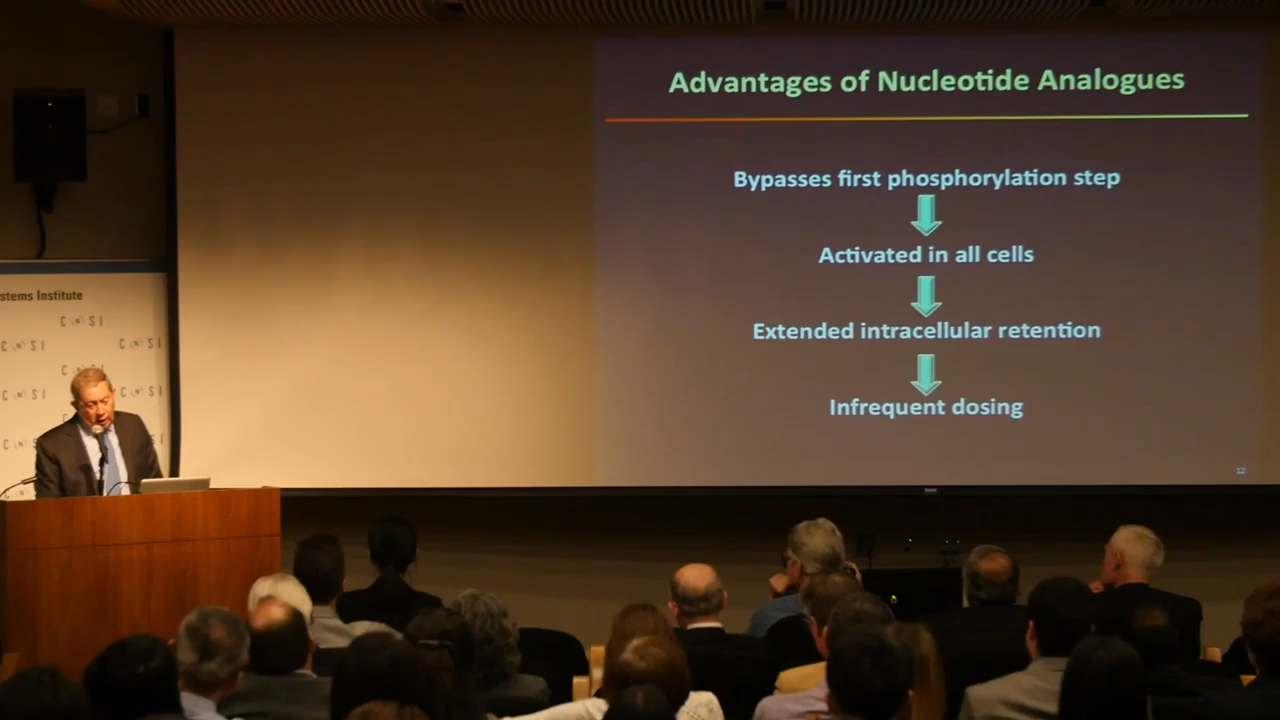 Advantages of Nucleotide Analogues
Bypasses first phosphorylation step
Activated in all cells
Extended intracellular retention
Infrequent dosing
12
stems Institute
C (N) S I
C (N) S I
C (N) S I
C (N) S I
C (N) S I